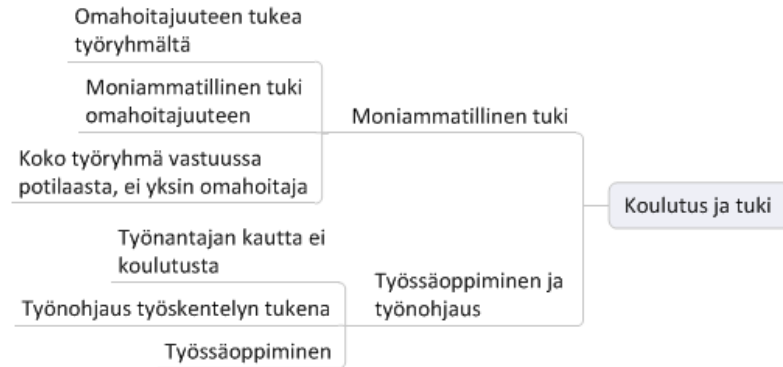 Omahoitajuuteen tukea
työryhmältä
Moniammatillinen tuki
omahoitajuuteen
Moniammatillinen tuki
Koko työryhmä vastuussa
potilaasta, ei yksin omahoitaja
Koulutus ja tuki
Työnantajan kautta ei
koulutusta
Työssäoppiminen ja
työnohjaus
Työnohjaus työskentelyn tukena
Työssäoppiminen